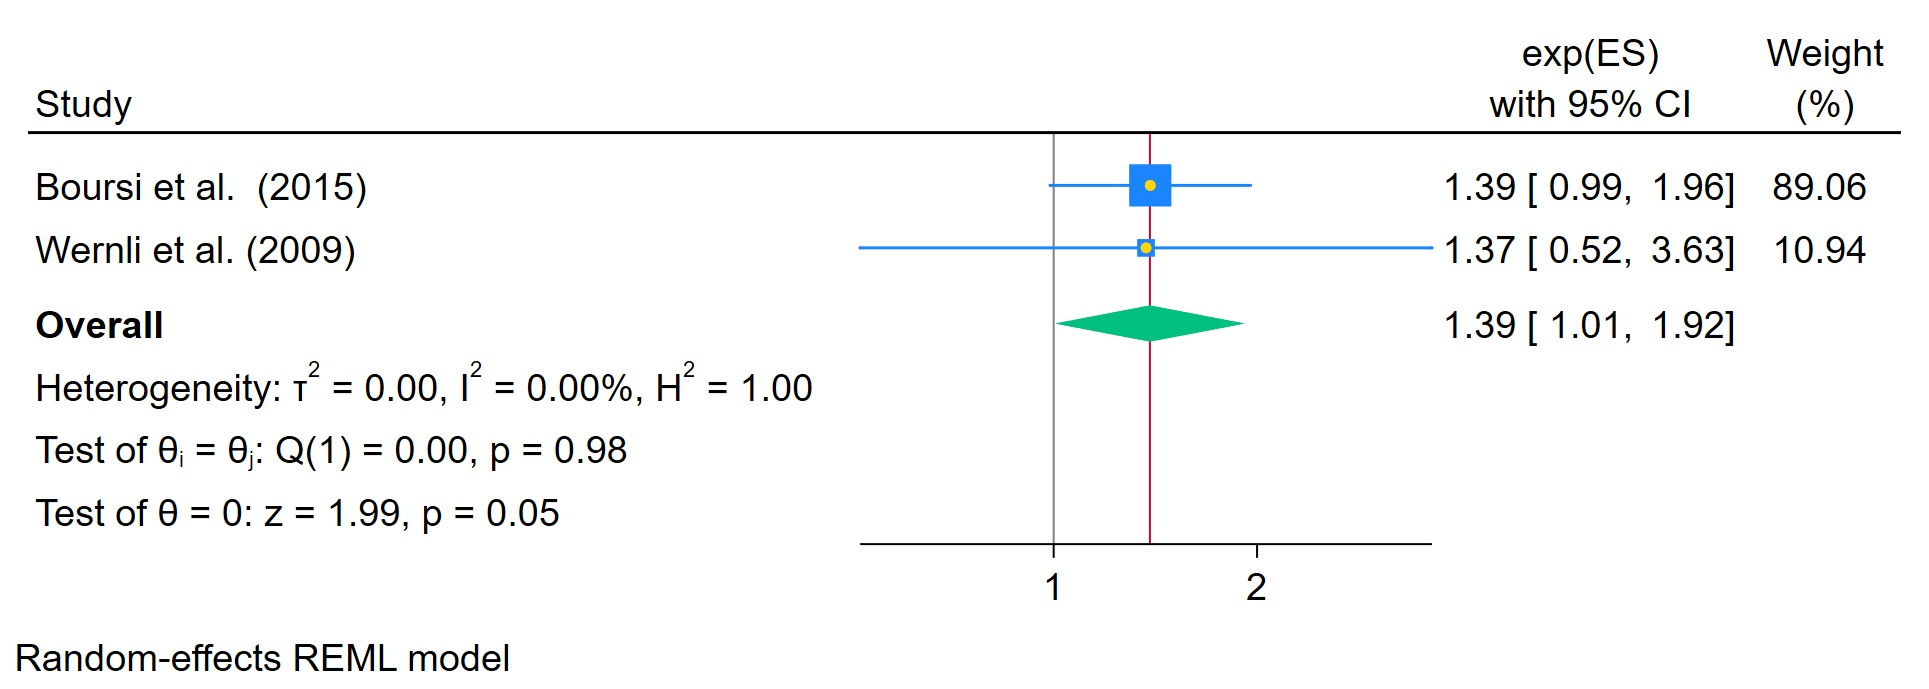 exp(ES) Weight
Study with 95% CI (%)
Boursi et al. (2015) 1.39 [ 0.99, 1.96] 89.06
Wernli et al. (2009) 1.37 [ 0.52, 3.63] 10.94
Overall 1.39 [ 1.01, 1.92]
Heterogeneity: τ² = 0.00, I² = 0.00%, H² = 1.00
Test of θᵢ = θⱼ: Q(1) = 0.00, p = 0.98
Test of θ = 0: z = 1.99, p = 0.05
1 2
Random-effects REML model